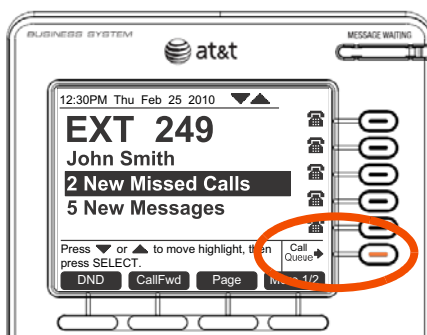 BUSINESS SYSTEM
MESSAGE WAITING
at&t
12:30PM Thu Feb 25 2010
EXT 249
John Smith
2 New Missed Calls
5 New Messages
Press ▼ or ▲ to move highlight, then
press SELECT.
Call
Queue
DND CallFwd Page More 1/2